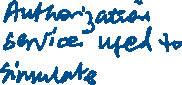 Authorization
service used to
simulate